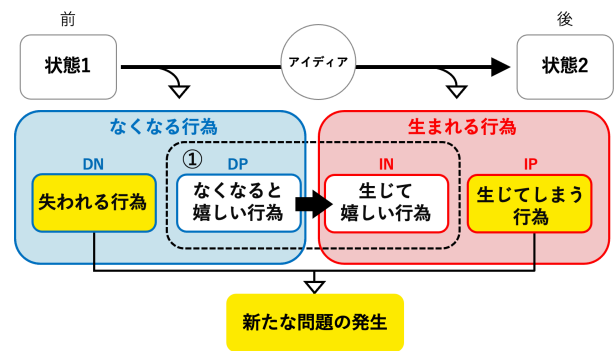 前
後
状態1
アイディア
状態2
なくなる行為
生まれる行為
①
DN
DP
IN
IP
失われる行為
なくなると
嬉しい行為
生じて
嬉しい行為
生じてしまう
行為
新たな問題の発生